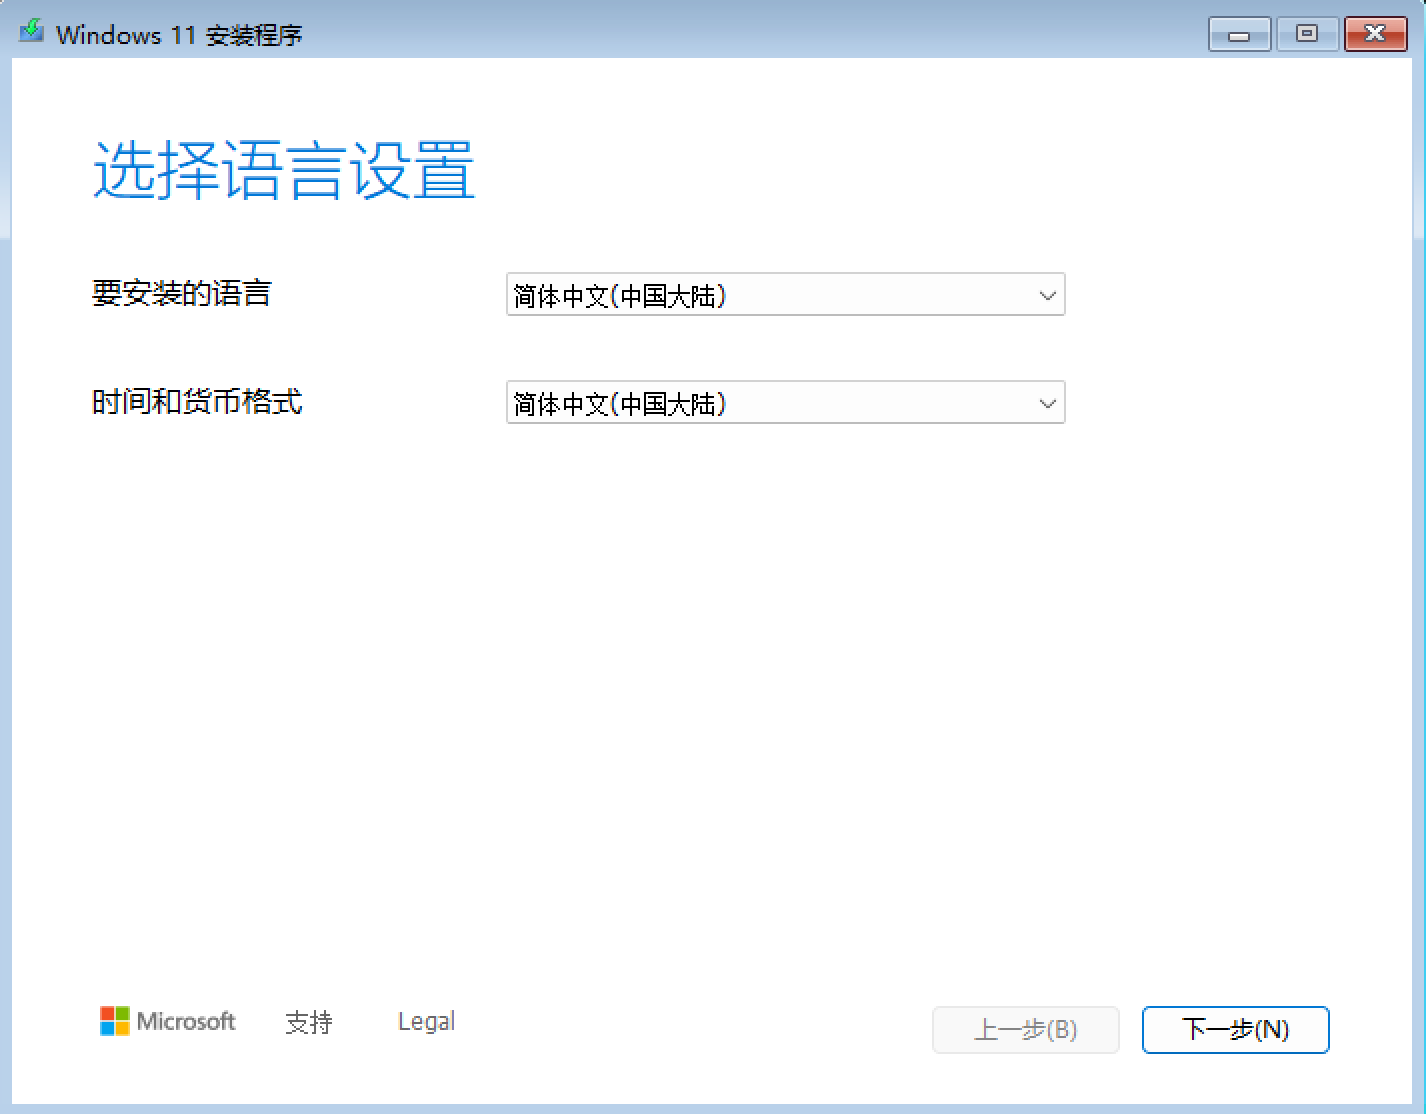 Windows 11 安装程序
选择语言设置
要安装的语言
简体中文(中国大陆)
时间和货币格式
简体中文(中国大陆)
Microsoft
支持
Legal
上一步(B)
下一步(N)